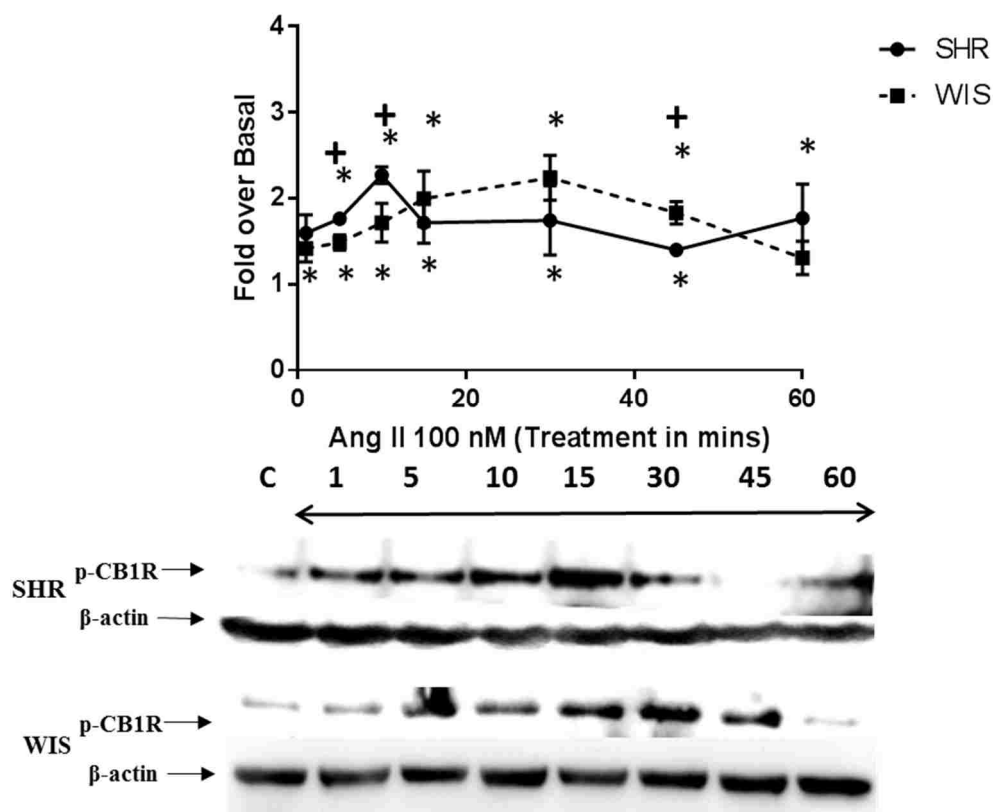 4
SHR
WIS
3
2
1
0
Fold over Basal
+ *
+ *
*
*
+ *
*
* * * * * *
0 20 40 60
Ang II 100 nM (Treatment in mins)
C 1 5 10 15 30 45 60
SHR
p-CB1R
β-actin
WIS
p-CB1R
β-actin